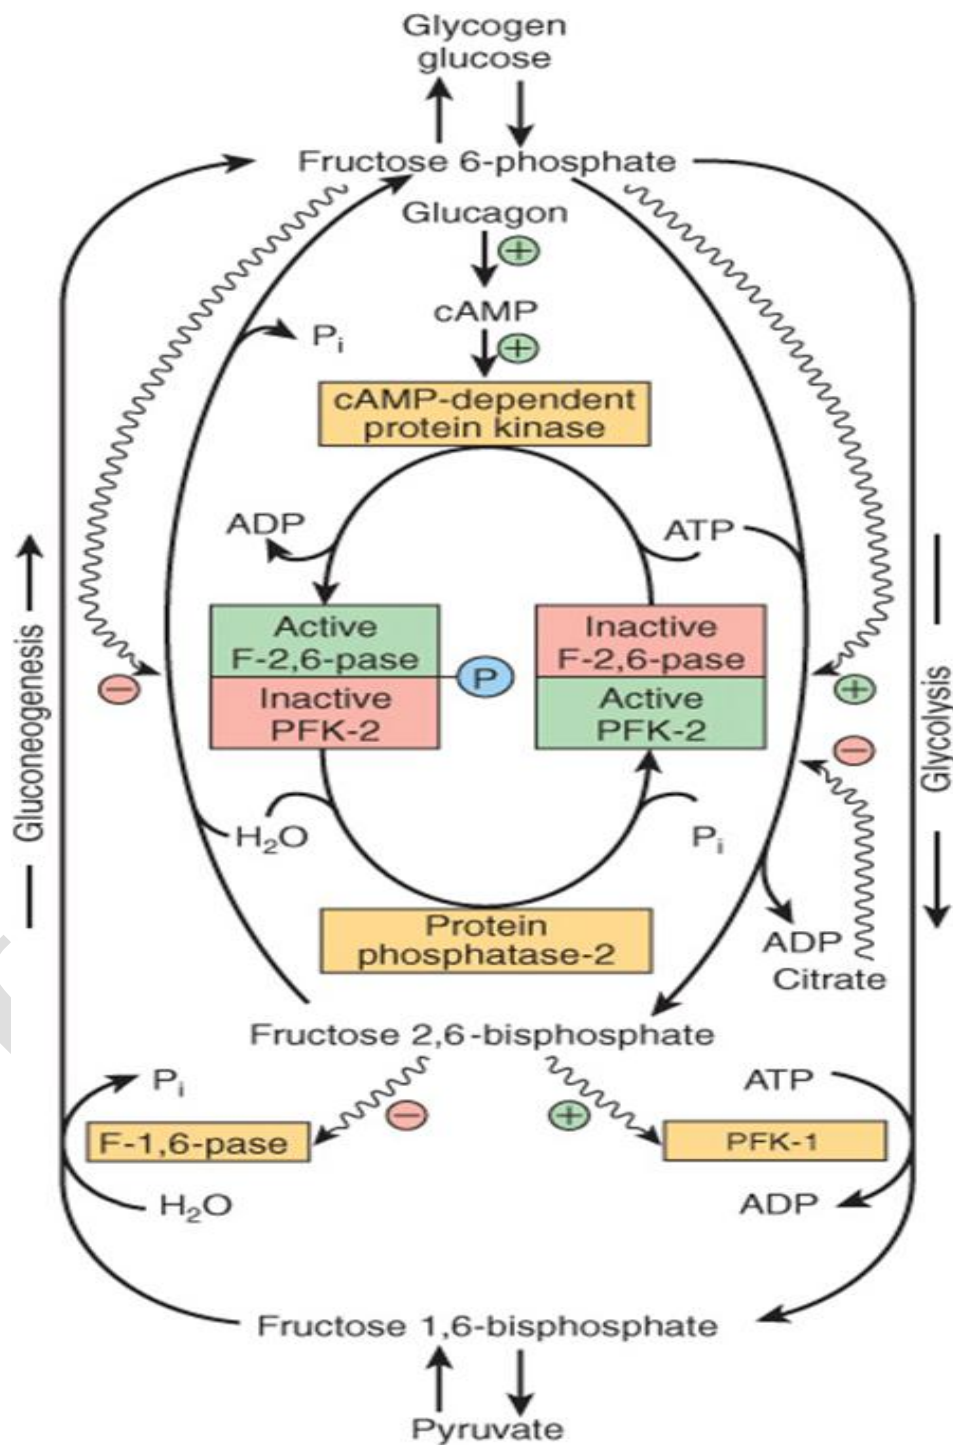 Glycogen
glucose
Fructose 6-phosphate
Glucagon
+
cAMP
+
Pi
cAMP-dependent
protein kinase
ADP
ATP
Active
F-2,6-pase
Inactive
PFK-2
P
Inactive
F-2,6-pase
Active
PFK-2
−
+
−
Gluconeogenesis
Glycolysis
H2O
Pi
Protein
phosphatase-2
ADP
Citrate
Fructose 2,6-bisphosphate
Pi
−
+
ATP
F-1,6-pase
PFK-1
H2O
ADP
Fructose 1,6-bisphosphate
Pyruvate